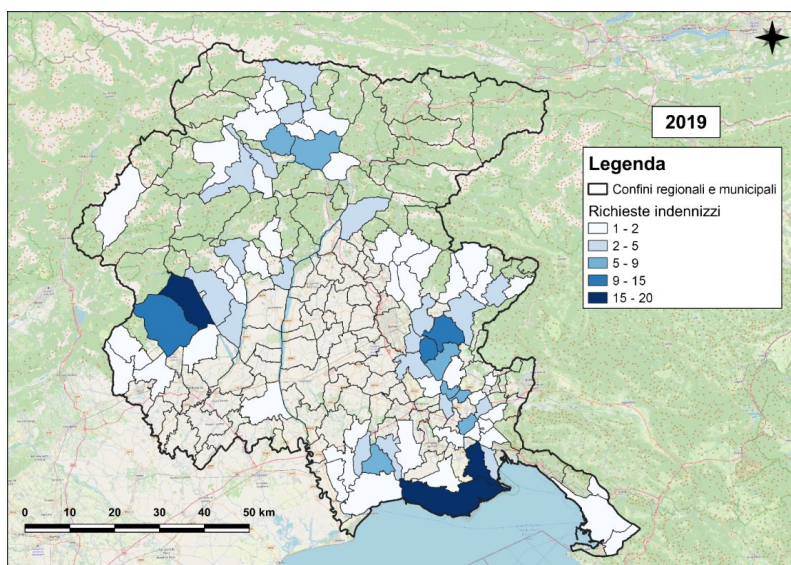 2019
Legenda
Confini regionali e municipali
Richieste indennizzi
1 - 2
2 - 5
5 - 9
9 - 15
15 - 20
0 10 20 30 40 50 km